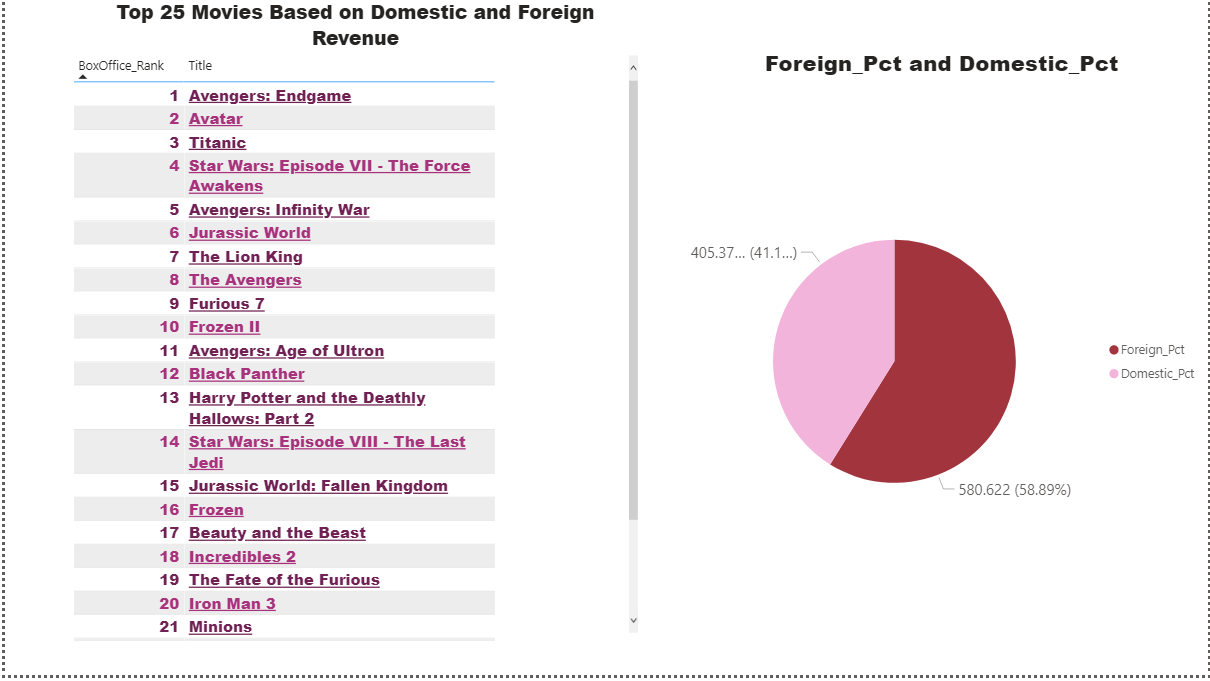 Top 25 Movies Based on Domestic and Foreign
Revenue
BoxOffice_Rank Title
1 Avengers: Endgame
2 Avatar
3 Titanic
4 Star Wars: Episode VII - The Force
Awakens
5 Avengers: Infinity War
6 Jurassic World
7 The Lion King
8 The Avengers
9 Furious 7
10 Frozen II
11 Avengers: Age of Ultron
12 Black Panther
13 Harry Potter and the Deathly
Hallows: Part 2
14 Star Wars: Episode VIII - The Last
Jedi
15 Jurassic World: Fallen Kingdom
16 Frozen
17 Beauty and the Beast
18 Incredibles 2
19 The Fate of the Furious
20 Iron Man 3
21 Minions
Foreign_Pct and Domestic_Pct
405.37... (41.1...)
580.622 (58.89%)
Foreign_Pct
Domestic_Pct